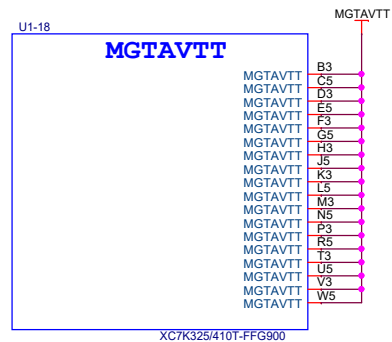 MGTAVTT
U1-18
MGTAVTT
MGTAVTT B3
MGTAVTT C5
MGTAVTT D3
MGTAVTT E5
MGTAVTT F3
MGTAVTT G5
MGTAVTT H3
MGTAVTT J5
MGTAVTT K3
MGTAVTT L5
MGTAVTT M3
MGTAVTT N5
MGTAVTT P3
MGTAVTT R5
MGTAVTT T3
MGTAVTT U5
MGTAVTT V3
MGTAVTT W5
XC7K325/410T-FFG900